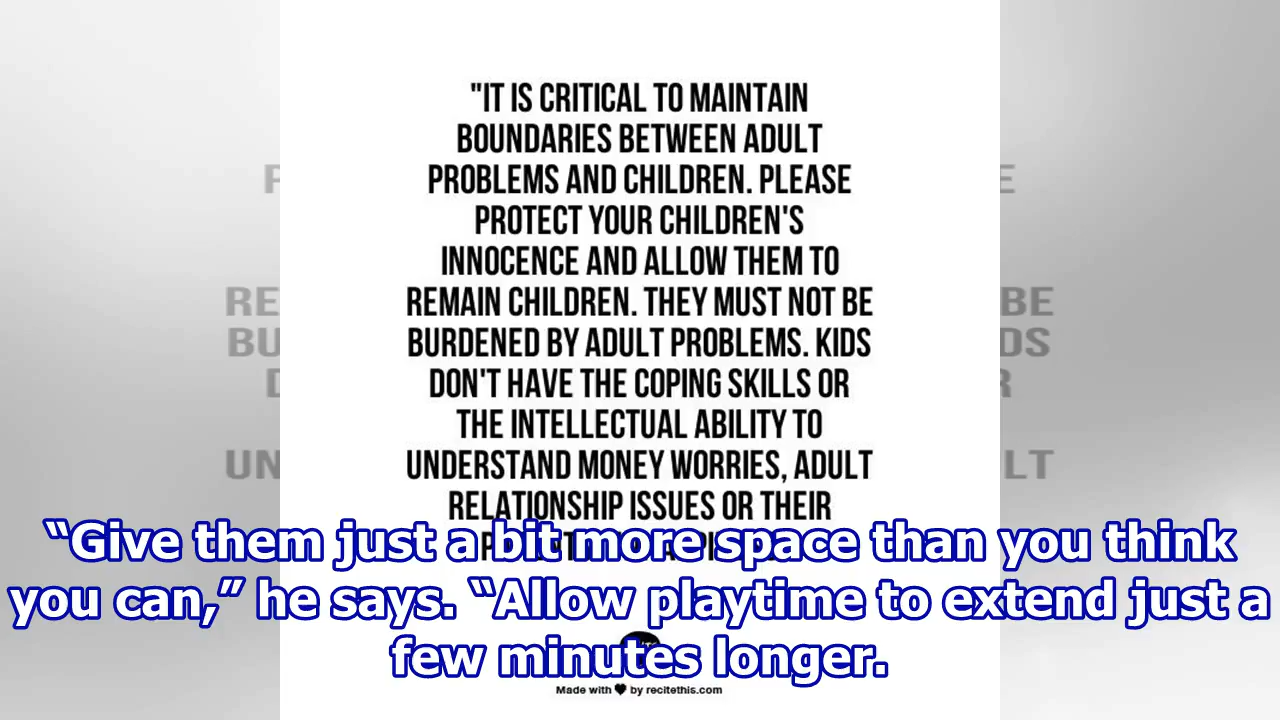 "IT IS CRITICAL TO MAINTAIN
BOUNDARIES BETWEEN ADULT
PROBLEMS AND CHILDREN. PLEASE
PROTECT YOUR CHILDREN'S
INNOCENCE AND ALLOW THEM TO
REMAIN CHILDREN. THEY MUST NOT BE
BURDENED BY ADULT PROBLEMS. KIDS
DON'T HAVE THE COPING SKILLS OR
THE INTELLECTUAL ABILITY TO
UNDERSTAND MONEY WORRIES, ADULT
RELATIONSHIP ISSUES OR THEIR
“Give them just a bit more space than you think
you can,” he says. “Allow playtime to extend just a
few minutes longer.
Made with ♥ by recitethis.com